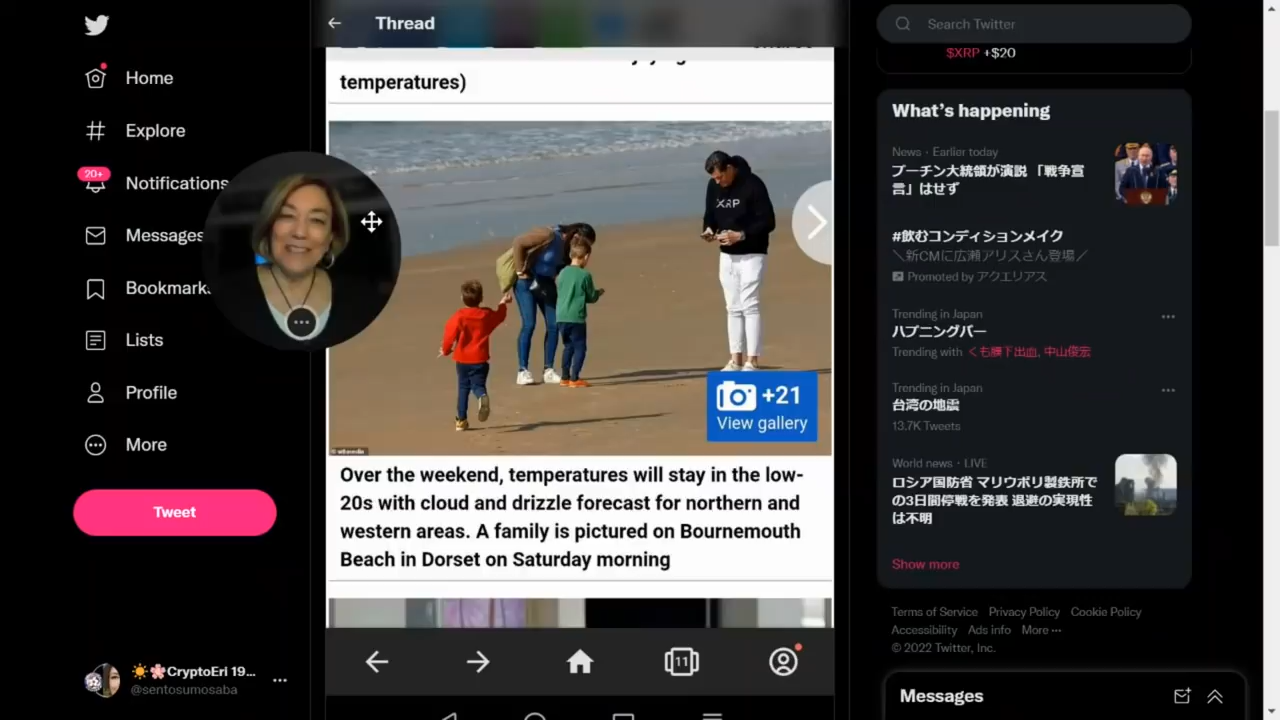 Home
Explore
20+
Notifications
Messages
Bookmark
Lists
Profile
More
Tweet
CryptoEri 19...
@sentosumosaba
Thread
temperatures)
XRP
+21
View gallery
Over the weekend, temperatures will stay in the low-
20s with cloud and drizzle forecast for northern and
western areas. A family is pictured on Bournemouth
Beach in Dorset on Saturday morning
11
Search Twitter
$XRP +$20
What's happening
News · Earlier today
プーチン大統領が演説 「戦争宣
言」はせず
#飲むコンディションメイク
＼新CMに広瀬アリスさん登場／
Promoted by アクエリアス
Trending in Japan
ハプニングバー
Trending with くも膜下出血, 中山俊宏
Trending in Japan
台湾の地震
13.7K Tweets
World news · LIVE
ロシア国防省 マリウポリ製鉄所で
の3日間停戦を発表 退避の実現性
は不明
Show more
Terms of Service Privacy Policy Cookie Policy
Accessibility Ads info More ···
© 2022 Twitter, Inc.
Messages